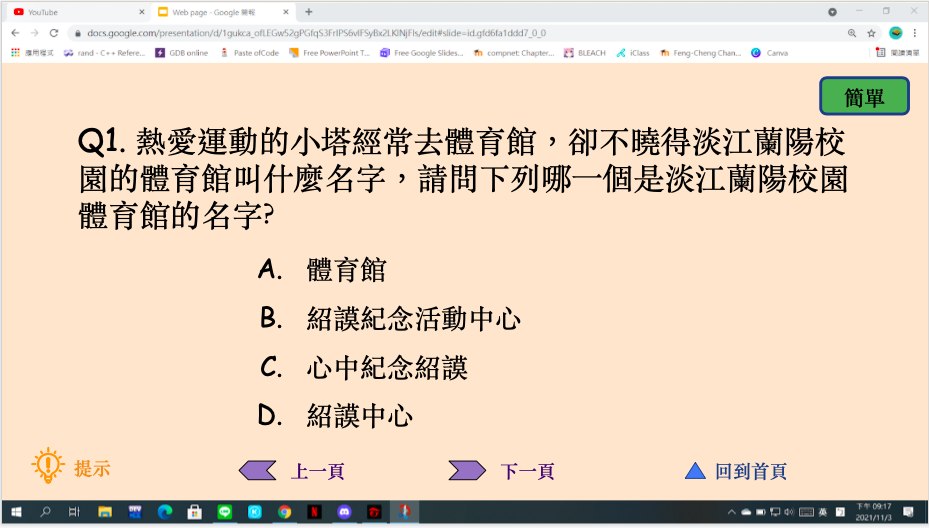 YouTube
Web page - Google 簡報
docs.google.com/presentation/d/1gukca_ofLEGw52gPGfqS3FrIPS6vIFSyBx2LKINjFIs/edit#slide=id.gfd6fa1ddd7_0_0
應用程式 rand - C++ Refere... GDB online Paste ofCode Free PowerPoint T... Free Google Slides... compnet: Chapter... BLEACH iClass Feng-Cheng Chan... Canva 閱讀清單
簡單
Q1. 熱愛運動的小塔經常去體育館，卻不曉得淡江蘭陽校
園的體育館叫什麼名字，請問下列哪一個是淡江蘭陽校園
體育館的名字?
A. 體育館
B. 紹謨紀念活動中心
C. 心中紀念紹謨
D. 紹謨中心
提示 上一頁 下一頁 回到首頁
英
下午 09:17
2021/11/3